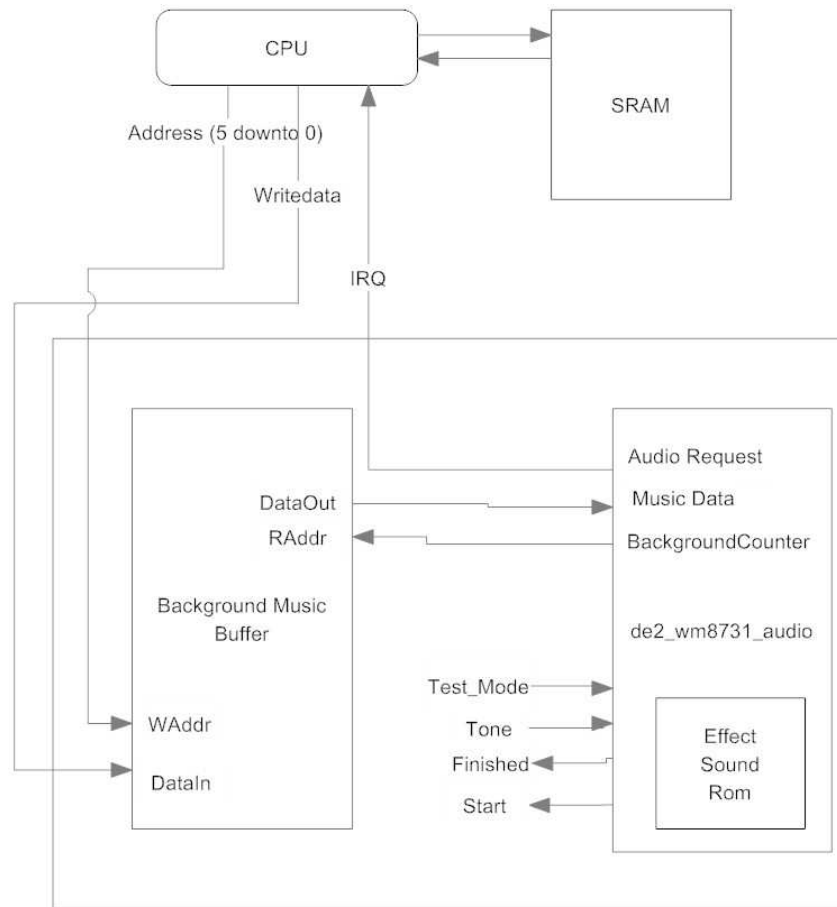 CPU
SRAM
Address (5 downto 0)
Writedata
IRQ
Audio Request
DataOut
Music Data
RAddr
BackgroundCounter
Background Music
Buffer
de2_wm8731_audio
Test_Mode
WAddr
Tone
Effect
Sound
Rom
Finished
DataIn
Start